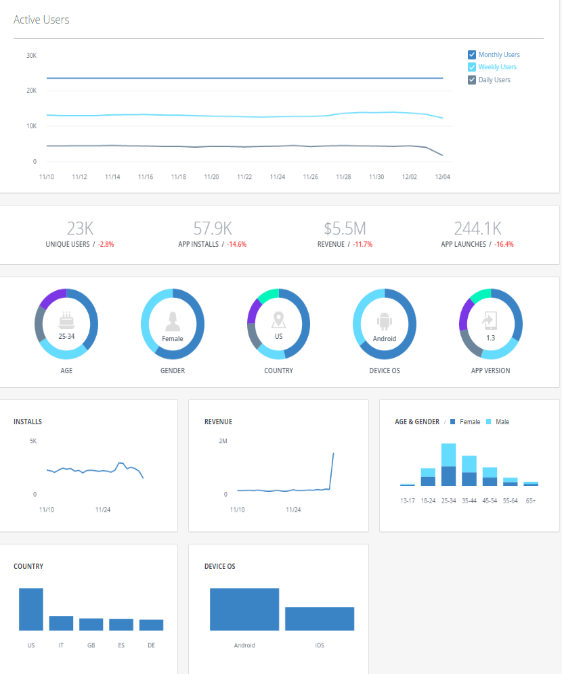 Active Users
30K
20K
10K
0
11/10 11/12 11/14 11/16 11/18 11/20 11/22 11/24 11/26 11/28 11/30 12/02 12/04
Monthly Users
Weekly Users
Daily Users
23K 57.9K $5.5M 244.1K
UNIQUE USERS / -2.8% APP INSTALLS / -14.6% REVENUE / -11.7% APP LAUNCHES / -16.4%
25-34 Female US Android 1.3
AGE GENDER COUNTRY DEVICE OS APP VERSION
INSTALLS
5K
0
11/10 11/24
REVENUE
2M
0
11/10 11/24
AGE & GENDER / Female Male
13-17 18-24 25-34 35-44 45-54 55-64 65+
COUNTRY
US IT GB ES DE
DEVICE OS
Android iOS